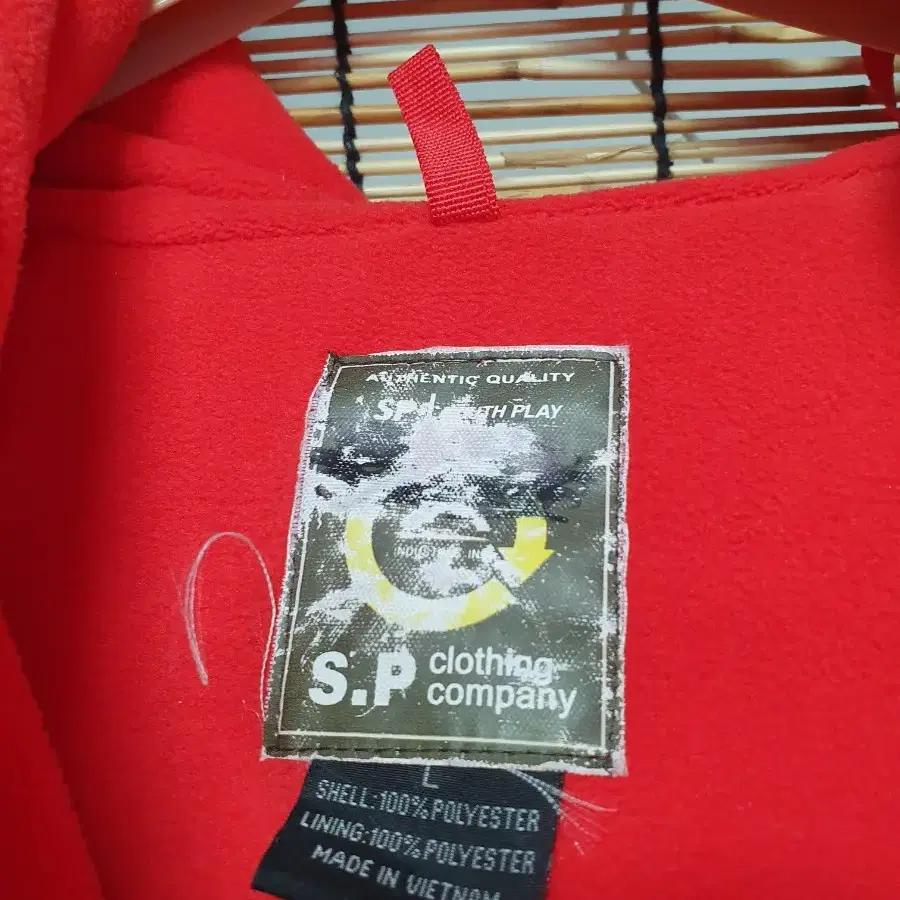 AUTHENTIC QUALITY
PLAY
S.P clothing
company
L
SHELL:100%POLYESTER
LINING:100%POLYESTER
MADE IN VIETNAM